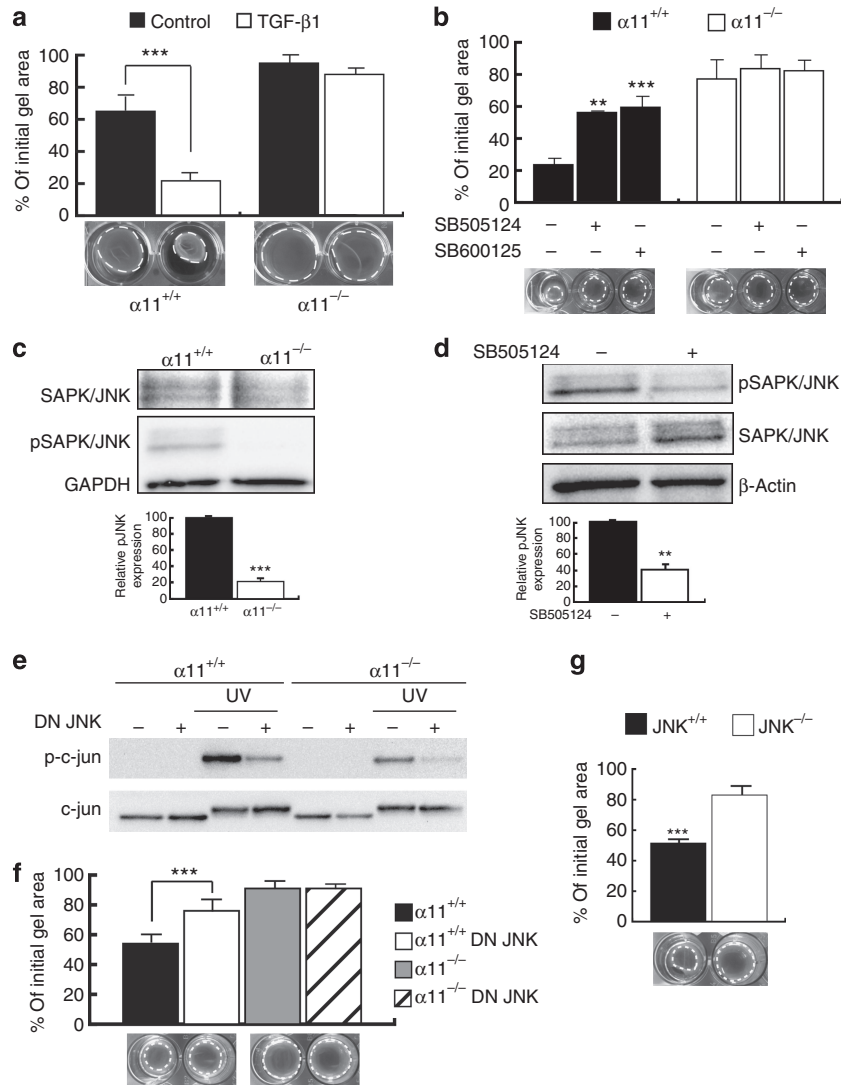 a
Control TGF-β1
% Of initial gel area
100
80
60
40
20
0
***
α11+/+ α11−/−
b
α11+/+ α11−/−
% Of initial gel area
100
80
60
40
20
0
** ***
SB505124 − + − − + −
SB600125 − − + − − +
c
α11+/+ α11−/−
SAPK/JNK
pSAPK/JNK
GAPDH
Relative pJNK
expression
100
80
60
40
20
0
***
α11+/+ α11−/−
d
SB505124 − +
pSAPK/JNK
SAPK/JNK
β-Actin
Relative pJNK
expression
100
80
60
40
20
0
**
SB505124 − +
e
α11+/+ α11−/−
UV UV
DN JNK − + − + − + − +
p-c-jun
c-jun
f
% Of initial gel area
100
80
60
40
20
0
***
α11+/+
α11+/+ DN JNK
α11−/−
α11−/− DN JNK
g
JNK+/+ JNK−/−
% Of initial gel area
100
80
60
40
20
0
***